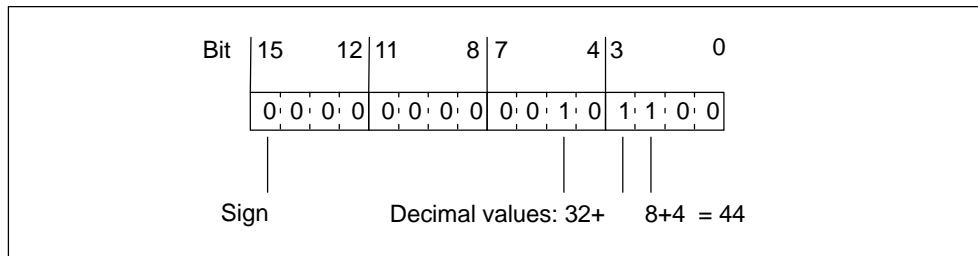 Bit 15 12 11 8 7 4 3 0
0 0 0 0 0 0 0 0 0 0 1 0 1 1 0 0
Sign Decimal values: 32+ 8+4 = 44